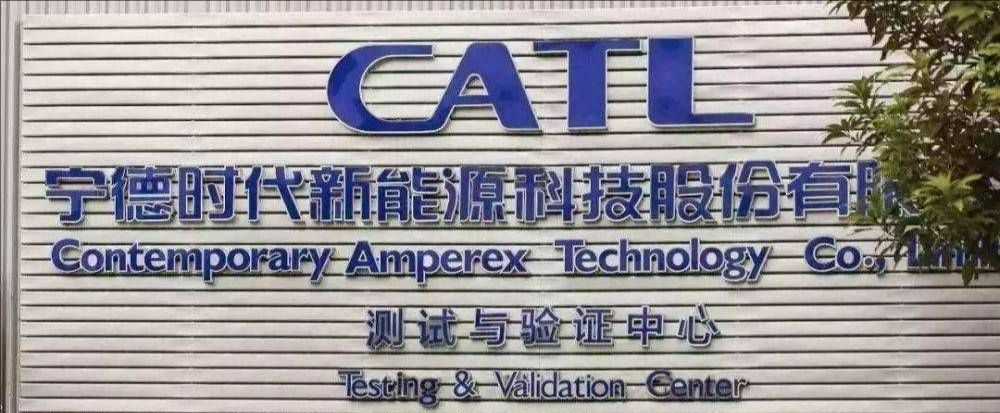 CATL
宁德时代新能源科技股份有限
Contemporary Amperex Technology Co.,
测试与验证中心
Testing & Validation Center